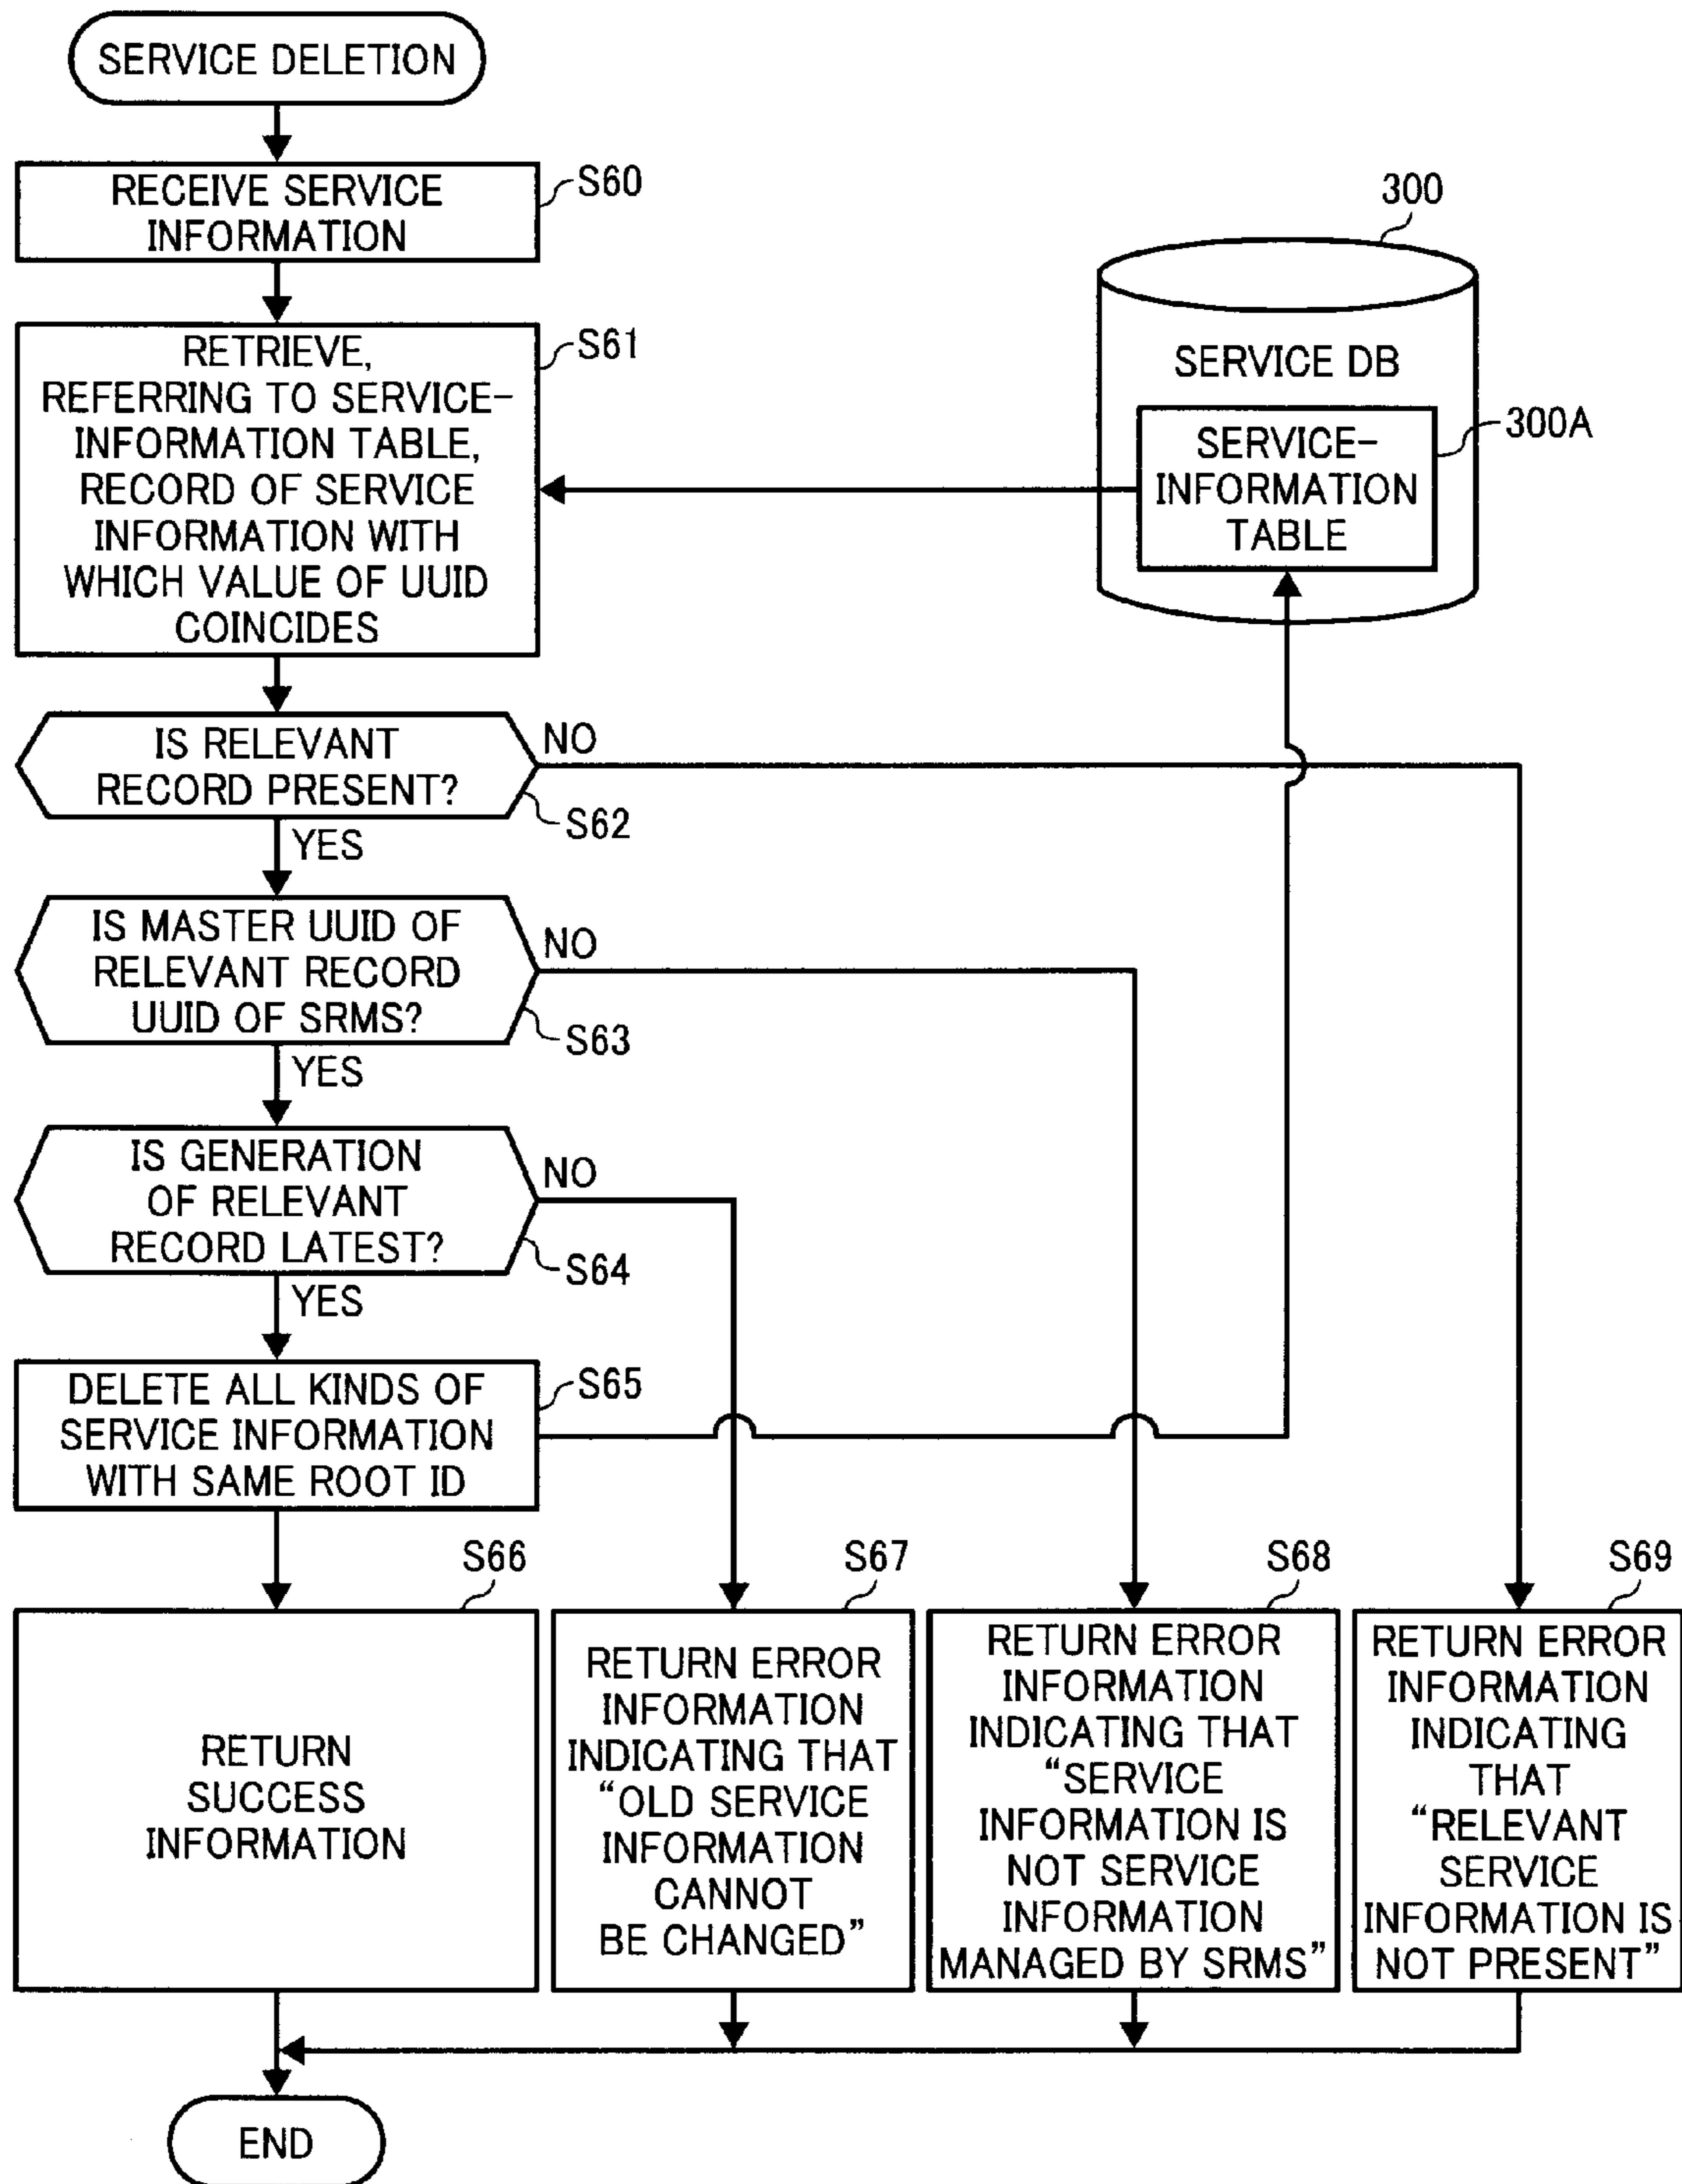 SERVICE DELETION
RECEIVE SERVICE
INFORMATION
S60
RETRIEVE,
REFERRING TO SERVICE-
INFORMATION TABLE,
RECORD OF SERVICE
INFORMATION WITH
WHICH VALUE OF UUID
COINCIDES
S61
300
SERVICE DB
SERVICE-
INFORMATION
TABLE
300A
IS RELEVANT
RECORD PRESENT?
NO
S62
YES
IS MASTER UUID OF
RELEVANT RECORD
UUID OF SRMS?
NO
S63
YES
IS GENERATION
OF RELEVANT
RECORD LATEST?
NO
S64
YES
DELETE ALL KINDS OF
SERVICE INFORMATION
WITH SAME ROOT ID
S65
S66
RETURN
SUCCESS
INFORMATION
S67
RETURN ERROR
INFORMATION
INDICATING THAT
“OLD SERVICE
INFORMATION
CANNOT
BE CHANGED”
S68
RETURN ERROR
INFORMATION
INDICATING THAT
“SERVICE
INFORMATION IS
NOT SERVICE
INFORMATION
MANAGED BY SRMS”
S69
RETURN ERROR
INFORMATION
INDICATING
THAT
“RELEVANT
SERVICE
INFORMATION IS
NOT PRESENT”
END